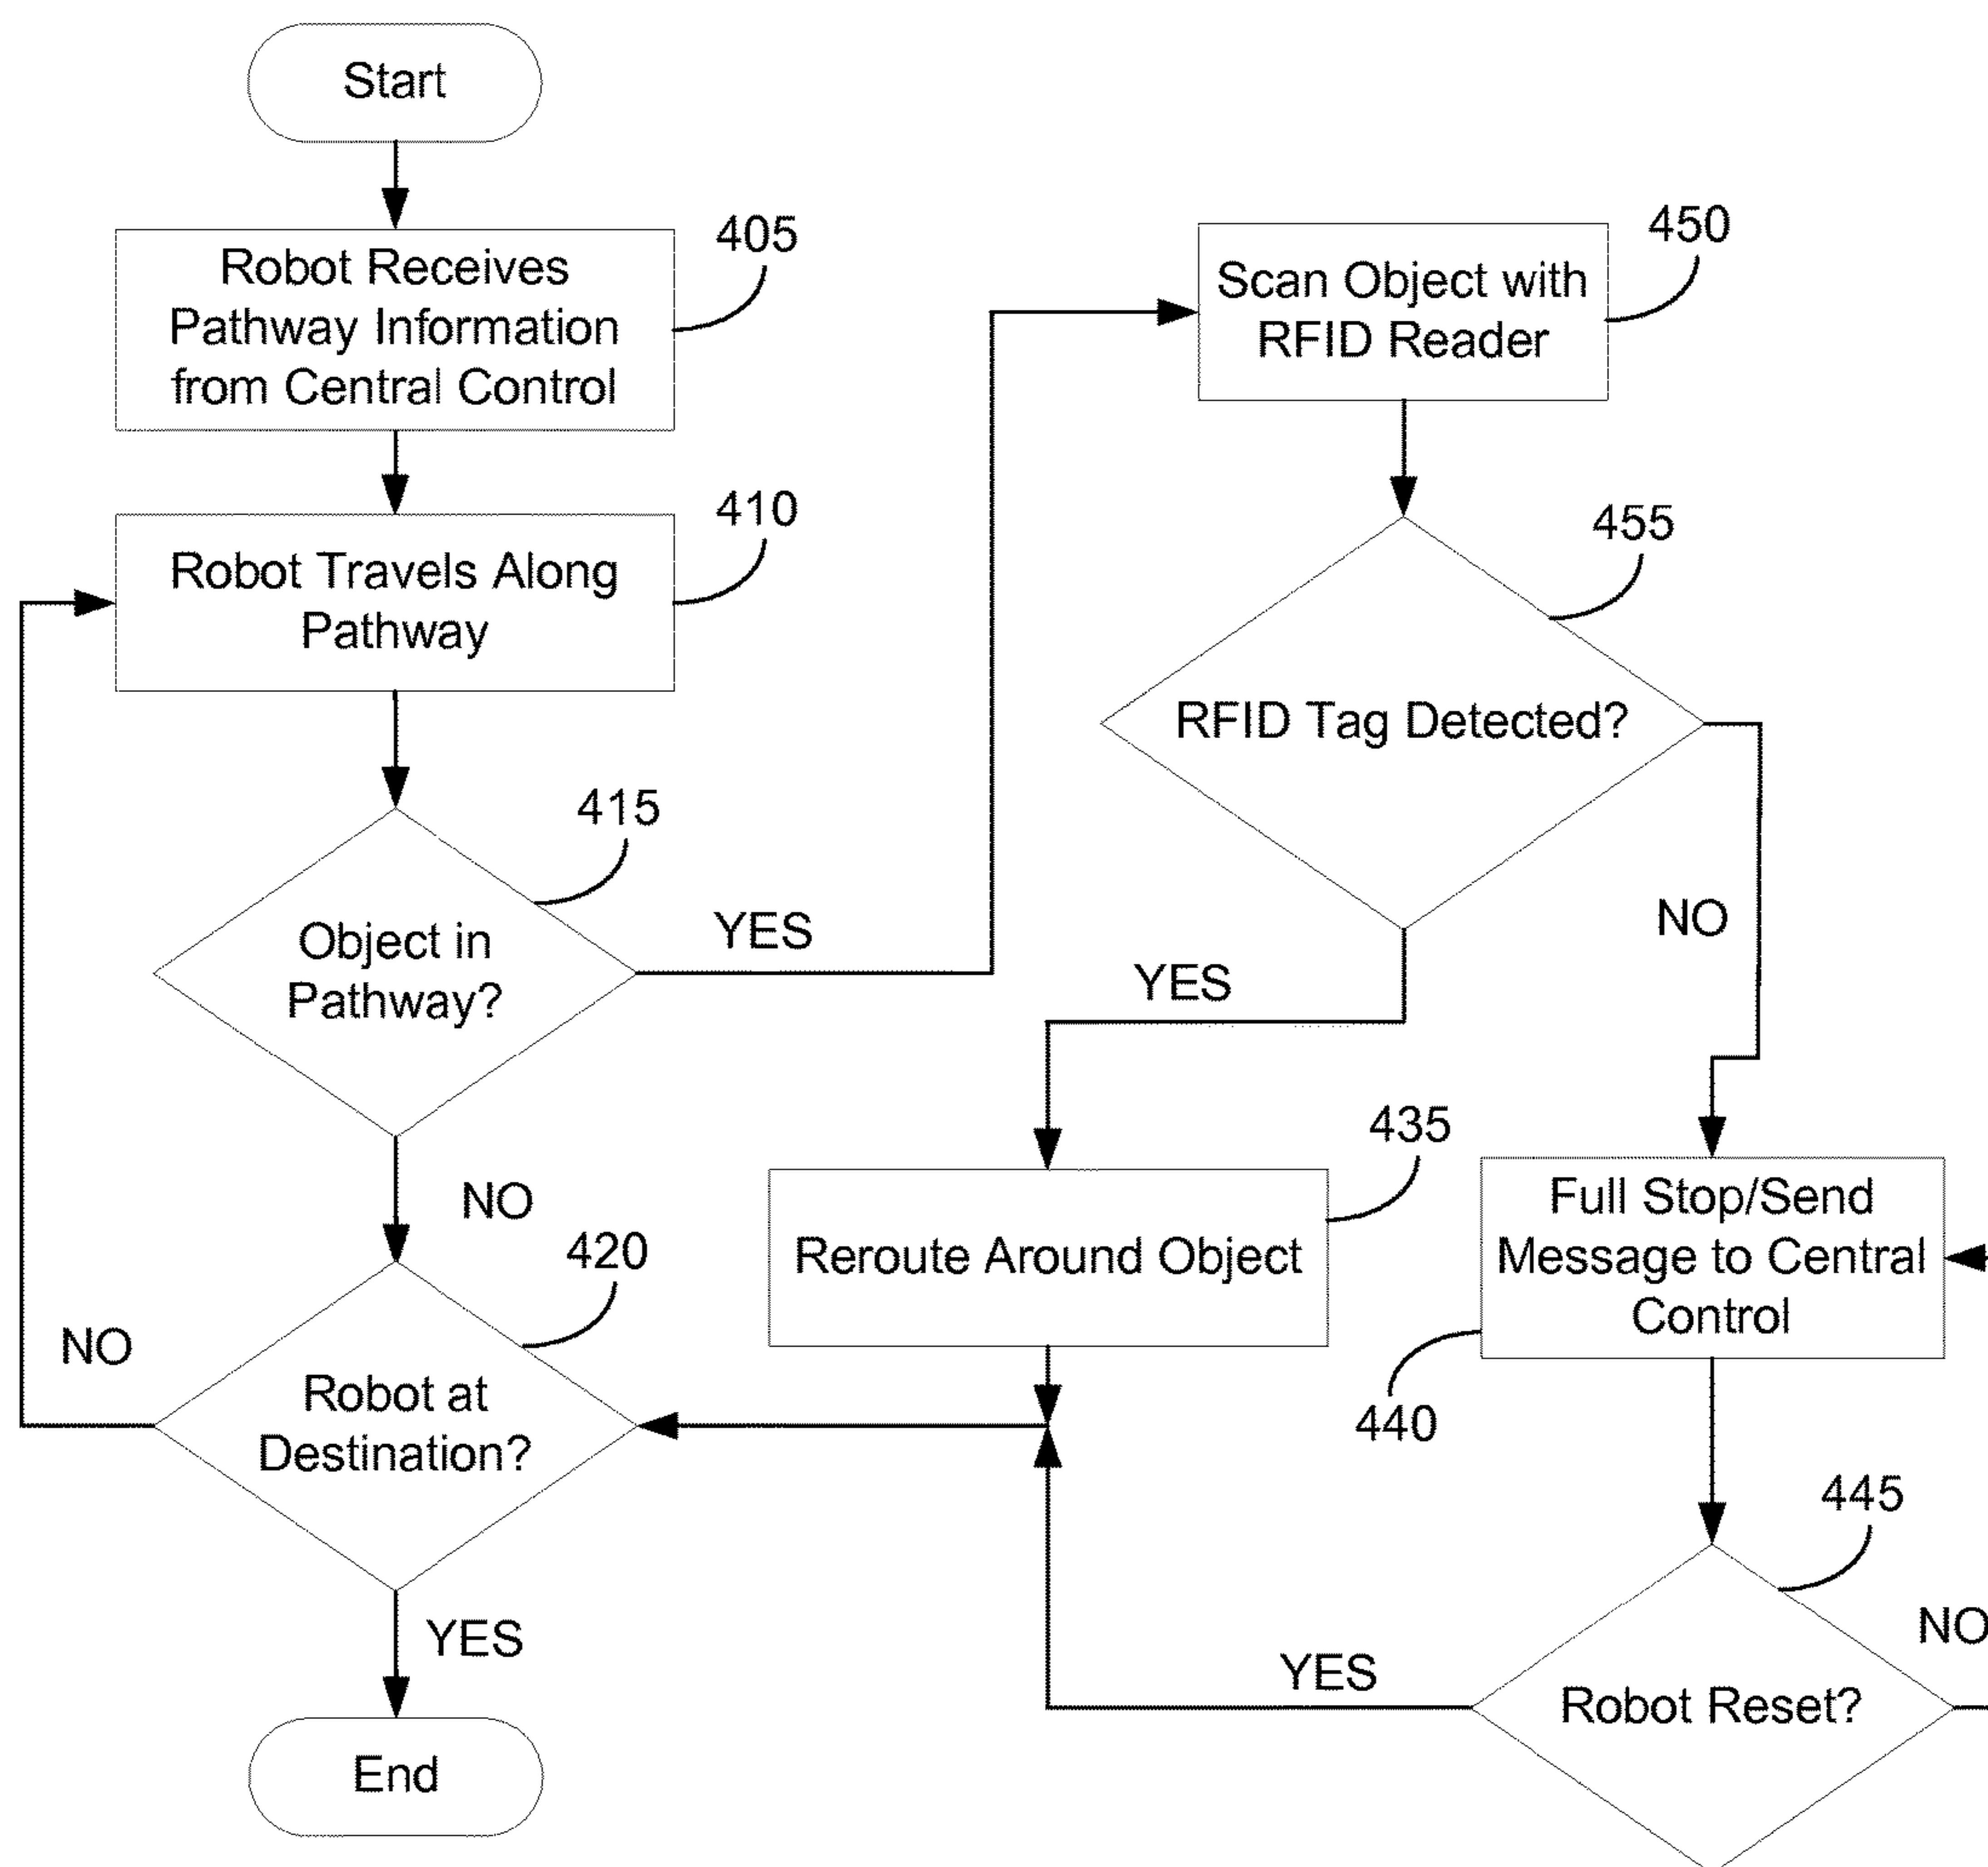 Start
Robot Receives
Pathway Information
from Central Control
405
Robot Travels Along
Pathway
410
Object in
Pathway?
415
YES
NO
Robot at
Destination?
420
NO
YES
End
Scan Object with
RFID Reader
450
RFID Tag Detected?
455
YES
NO
Reroute Around Object
435
Full Stop/Send
Message to Central
Control
440
Robot Reset?
445
YES
NO